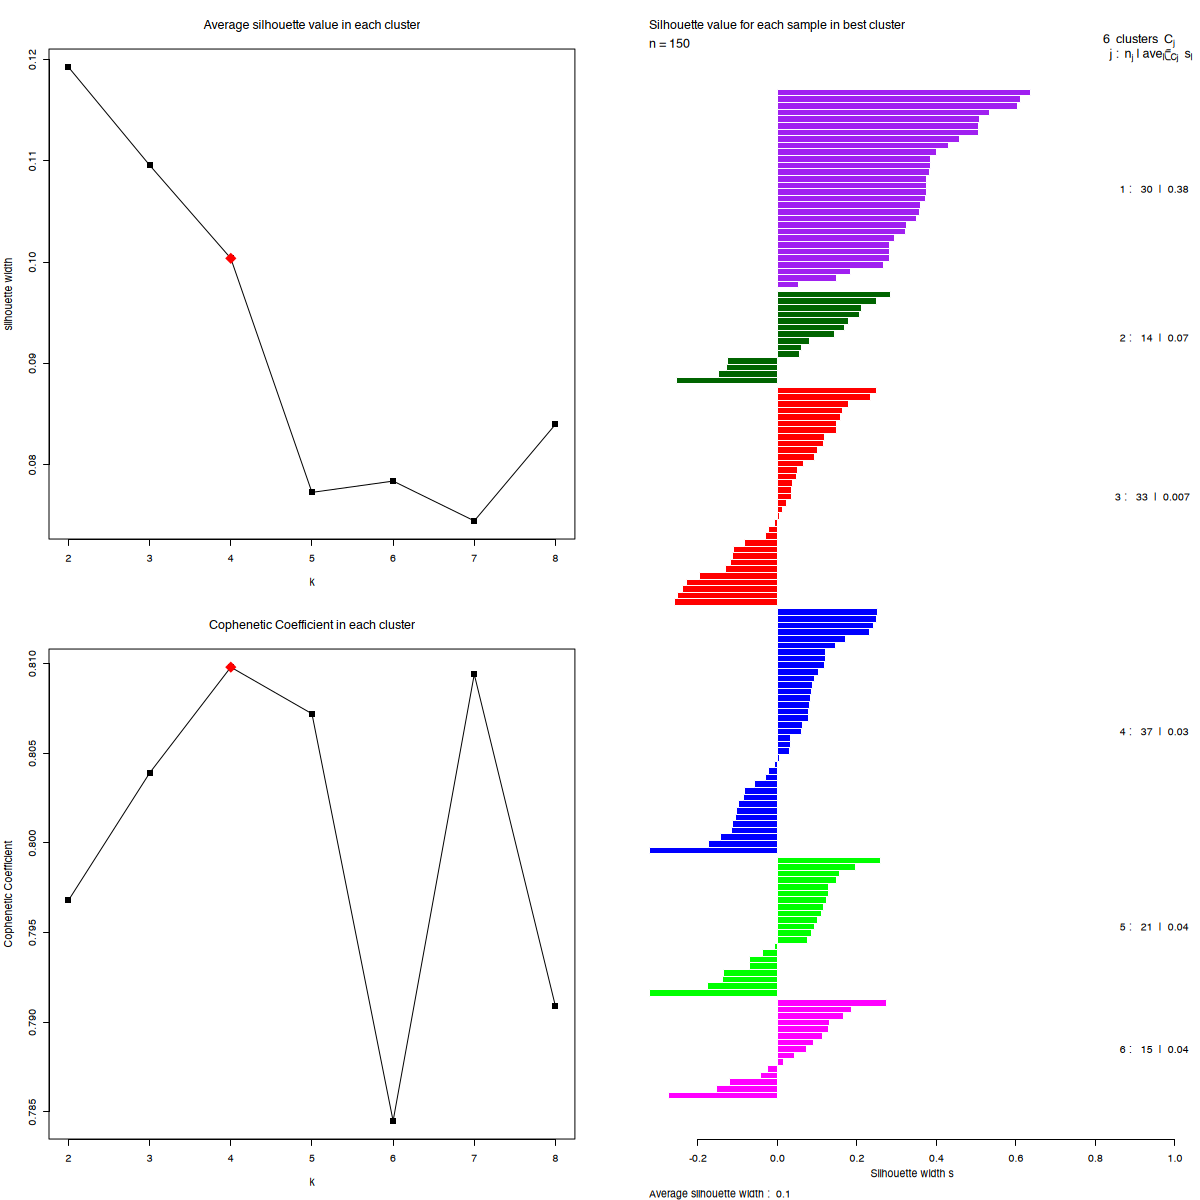 Average silhouette value in each cluster
0.12
0.11
0.10
0.09
0.08
silhouette width
2 3 4 5 6 7 8
k
Cophenetic Coefficient in each cluster
0.810
0.805
0.800
0.795
0.790
0.785
Cophenetic Coefficient
2 3 4 5 6 7 8
k
Silhouette value for each sample in best cluster
n = 150
6 clusters Cj
j : nj | avei∈Cj si
1 : 30 | 0.38
2 : 14 | 0.07
3 : 33 | 0.007
4 : 37 | 0.03
5 : 21 | 0.04
6 : 15 | 0.04
-0.2 0.0 0.2 0.4 0.6 0.8 1.0
Silhouette width s
Average silhouette width : 0.1